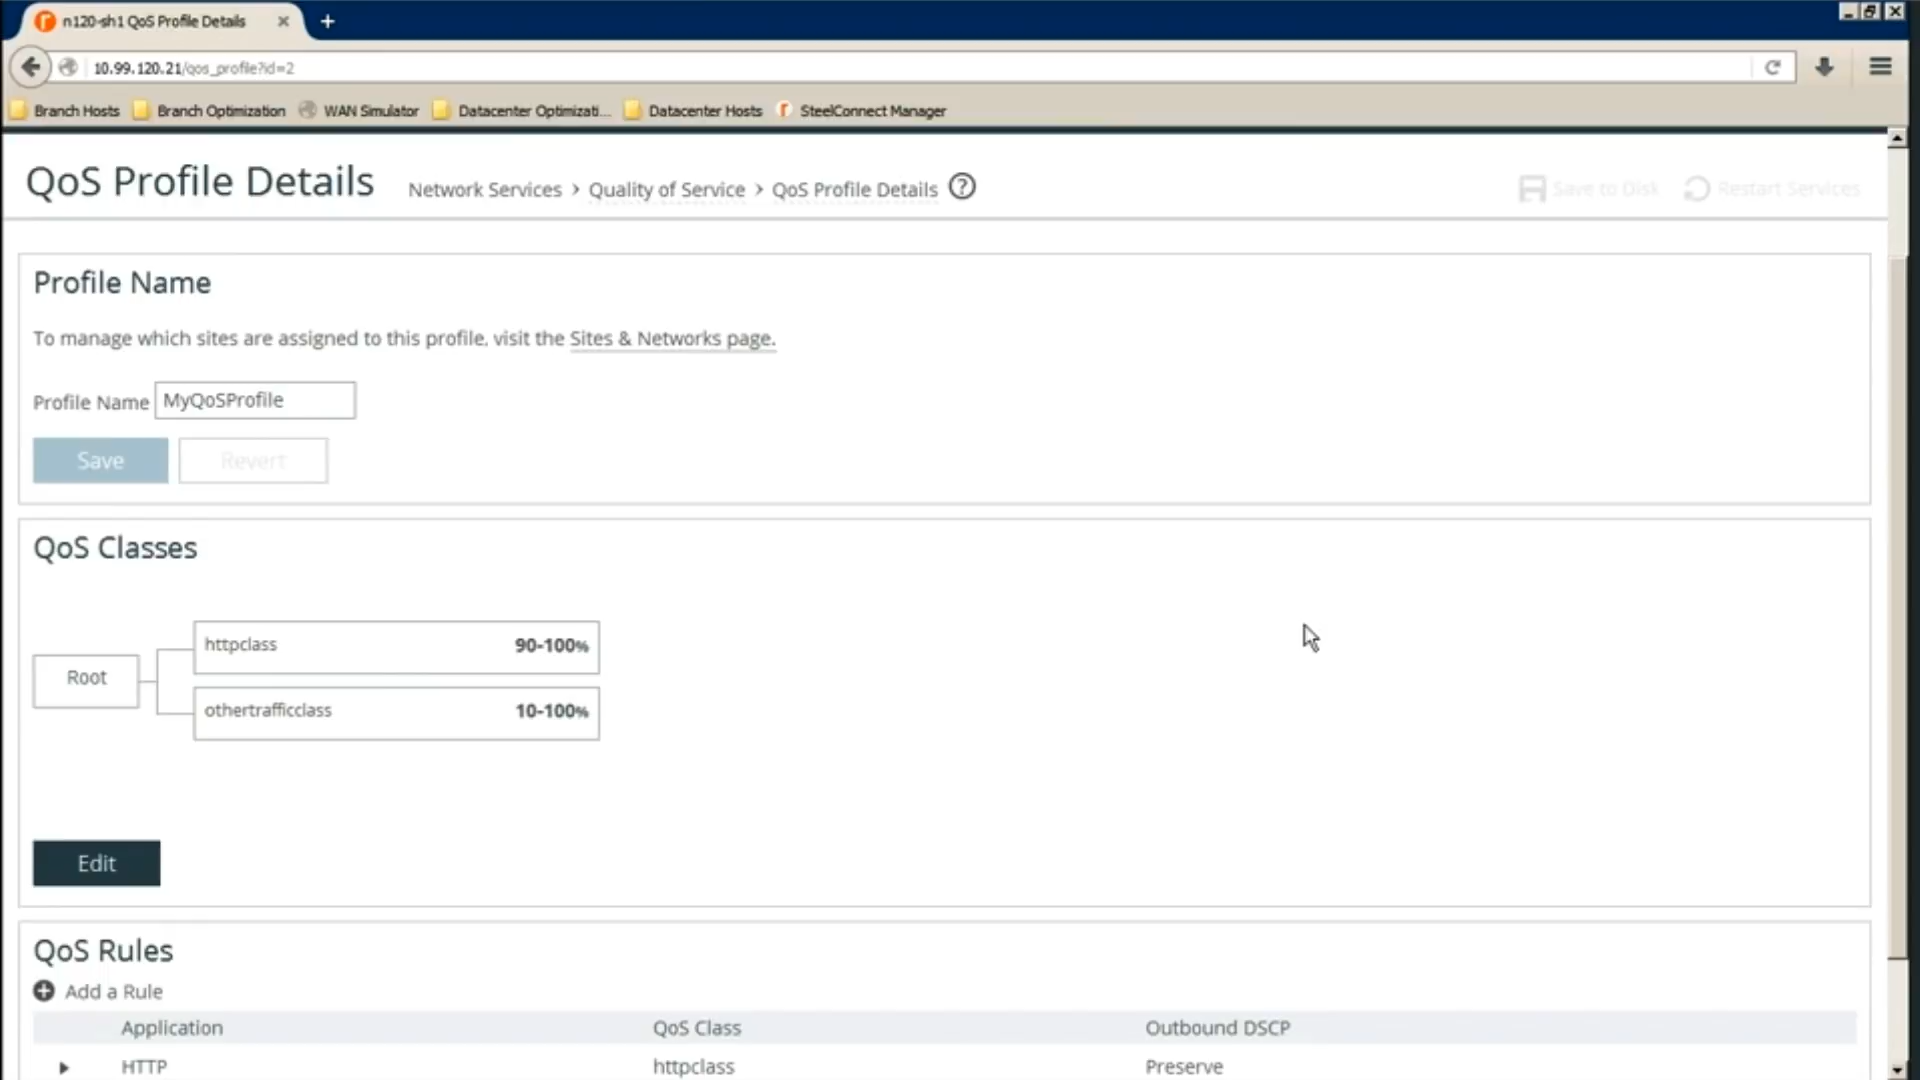 n120-sh1 QoS Profile Details
10.99.120.21/qos_profile?id=2
Branch Hosts Branch Optimization WAN Simulator Datacenter Optimizati... Datacenter Hosts SteelConnect Manager
QoS Profile Details Network Services > Quality of Service > QoS Profile Details ? Save to Disk Restart Services
Profile Name
To manage which sites are assigned to this profile, visit the Sites & Networks page.
Profile Name MyQoSProfile
Save Revert
QoS Classes
httpclass 90-100%
Root
othertrafficclass 10-100%
Edit
QoS Rules
Add a Rule
Application QoS Class Outbound DSCP
HTTP httpclass Preserve